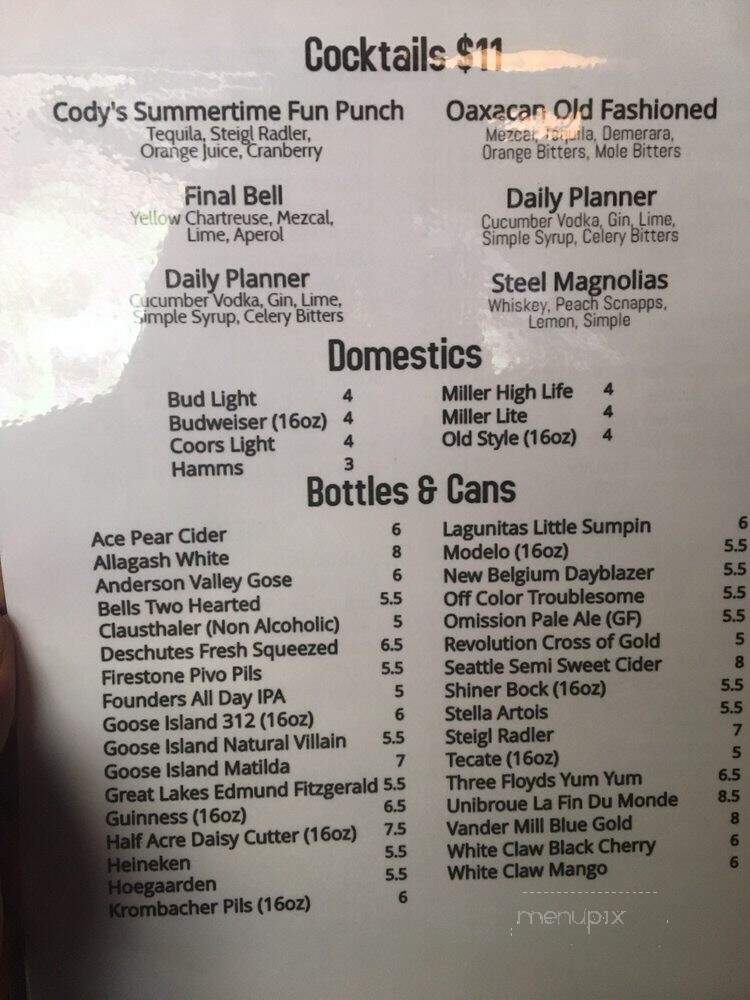 Cocktails $11
Cody's Summertime Fun Punch
Tequila, Steigl Radler,
Orange Juice, Cranberry
Oaxacan Old Fashioned
Mezcal, Tequila, Demerara,
Orange Bitters, Mole Bitters
Final Bell
Yellow Chartreuse, Mezcal,
Lime, Aperol
Daily Planner
Cucumber Vodka, Gin, Lime,
Simple Syrup, Celery Bitters
Daily Planner
Cucumber Vodka, Gin, Lime,
Simple Syrup, Celery Bitters
Steel Magnolias
Whiskey, Peach Scnapps,
Lemon, Simple
Domestics
Bud Light 4
Budweiser (16oz) 4
Coors Light 4
Hamms 3
Miller High Life 4
Miller Lite 4
Old Style (16oz) 4
Bottles & Cans
Ace Pear Cider 6
Allagash White 8
Anderson Valley Gose 6
Bells Two Hearted 5.5
Clausthaler (Non Alcoholic) 5
Deschutes Fresh Squeezed 6.5
Firestone Pivo Pils 5.5
Founders All Day IPA 5
Goose Island 312 (16oz) 6
Goose Island Natural Villain 5.5
Goose Island Matilda 7
Great Lakes Edmund Fitzgerald 5.5
Guinness (16oz) 6.5
Half Acre Daisy Cutter (16oz) 7.5
Heineken 5.5
Hoegaarden 5.5
Krombacher Pils (16oz) 6
Lagunitas Little Sumpin 6
Modelo (16oz) 5.5
New Belgium Dayblazer 5.5
Off Color Troublesome 5.5
Omission Pale Ale (GF) 5.5
Revolution Cross of Gold 5
Seattle Semi Sweet Cider 8
Shiner Bock (16oz) 5.5
Stella Artois 5.5
Steigl Radler 7
Tecate (16oz) 5
Three Floyds Yum Yum 6.5
Unibroue La Fin Du Monde 8.5
Vander Mill Blue Gold 8
White Claw Black Cherry 6
White Claw Mango 6
menupix